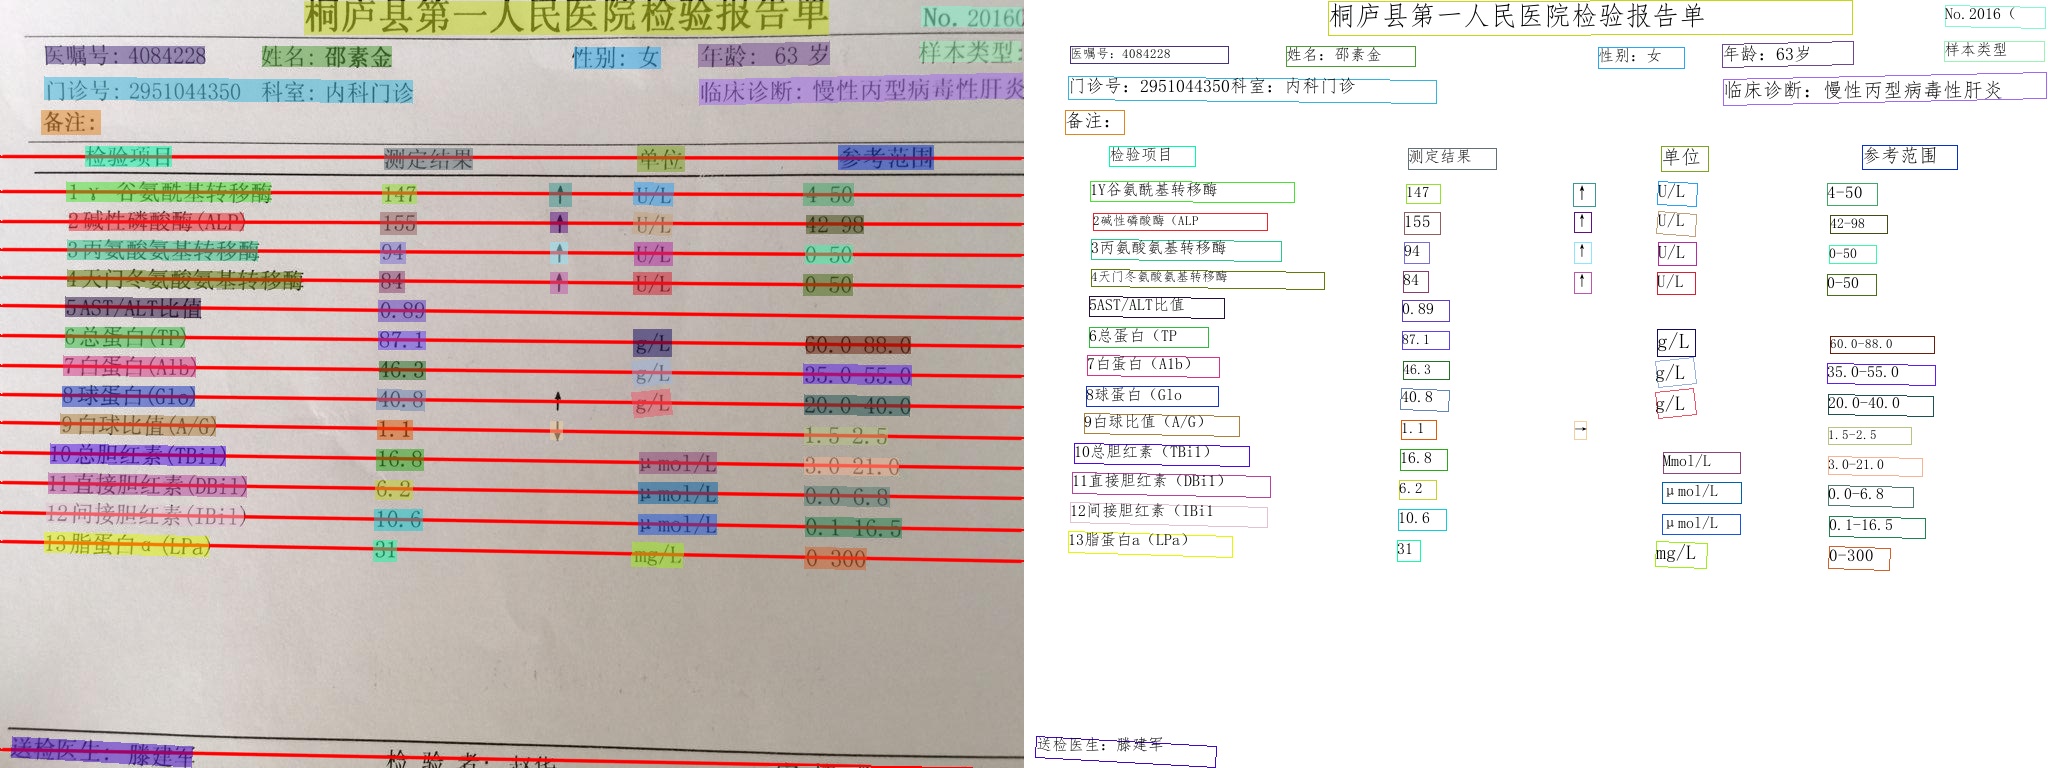 桐庐县第一人民医院检验报告单 No.20160
医嘱号: 4084228 姓名: 邵素金 性别: 女 年龄: 63 岁 样本类型:
门诊号: 2951044350 科室: 内科门诊 临床诊断: 慢性丙型病毒性肝炎
备注:
检验项目 测定结果 单位 参考范围
1 γ 谷氨酰基转移酶 147 ↑ U/L 4-50
2 碱性磷酸酶(ALP) 155 ↑ U/L 42-98
3 丙氨酸氨基转移酶 94 ↑ U/L 0-50
4 天门冬氨酸氨基转移酶 84 ↑ U/L 0-50
5 AST/ALT比值 0.89
6 总蛋白(TP) 87.1 g/L 60.0-88.0
7 白蛋白(Alb) 46.3 g/L 35.0-55.0
8 球蛋白(Glo) 40.8 ↑ g/L 20.0-40.0
9 白球比值(A/G) 1.1 ↓ 1.5-2.5
10 总胆红素(TBil) 16.8 μmol/L 3.0-21.0
11 直接胆红素(DBil) 6.2 μmol/L 0.0-6.8
12 间接胆红素(IBil) 10.6 μmol/L 0.1-16.5
13 脂蛋白α(LPa) 31 mg/L 0-300
送检医生: 滕建军 检 验 者: 赵华
桐庐县第一人民医院检验报告单 No.2016（
医嘱号: 4084228 姓名: 邵素金 性别: 女 年龄: 63岁 样本类型
门诊号: 2951044350科室: 内科门诊 临床诊断: 慢性丙型病毒性肝炎
备注:
检验项目 测定结果 单位 参考范围
1Y谷氨酰基转移酶 147 ↑ U/L 4-50
2碱性磷酸酶（ALP 155 ↑ U/L 42-98
3丙氨酸氨基转移酶 94 ↑ U/L 0-50
4天门冬氨酸氨基转移酶 84 ↑ U/L 0-50
5AST/ALT比值 0.89
6总蛋白（TP 87.1 g/L 60.0-88.0
7白蛋白（A1b） 46.3 g/L 35.0-55.0
8球蛋白（Glo 40.8 g/L 20.0-40.0
9白球比值（A/G） 1.1 → 1.5-2.5
10总胆红素（TBil） 16.8 Mmol/L 3.0-21.0
11直接胆红素（DBil） 6.2 μmol/L 0.0-6.8
12间接胆红素（IBil 10.6 μmol/L 0.1-16.5
13脂蛋白a（LPa） 31 mg/L 0-300
送检医生: 滕建军